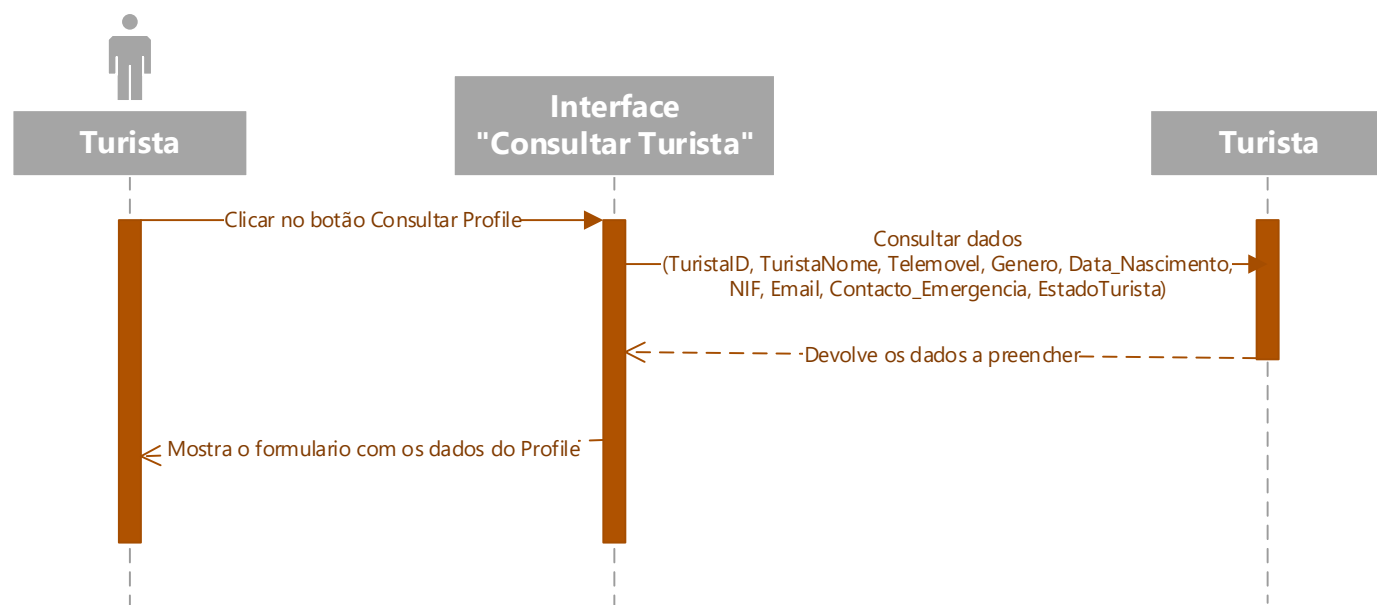 Turista
Interface
"Consultar Turista"
Turista
Clicar no botão Consultar Profile
Consultar dados
(TuristaID, TuristaNome, Telemovel, Genero, Data_Nascimento,
NIF, Email, Contacto_Emergencia, EstadoTurista)
Devolve os dados a preencher
Mostra o formulario com os dados do Profile